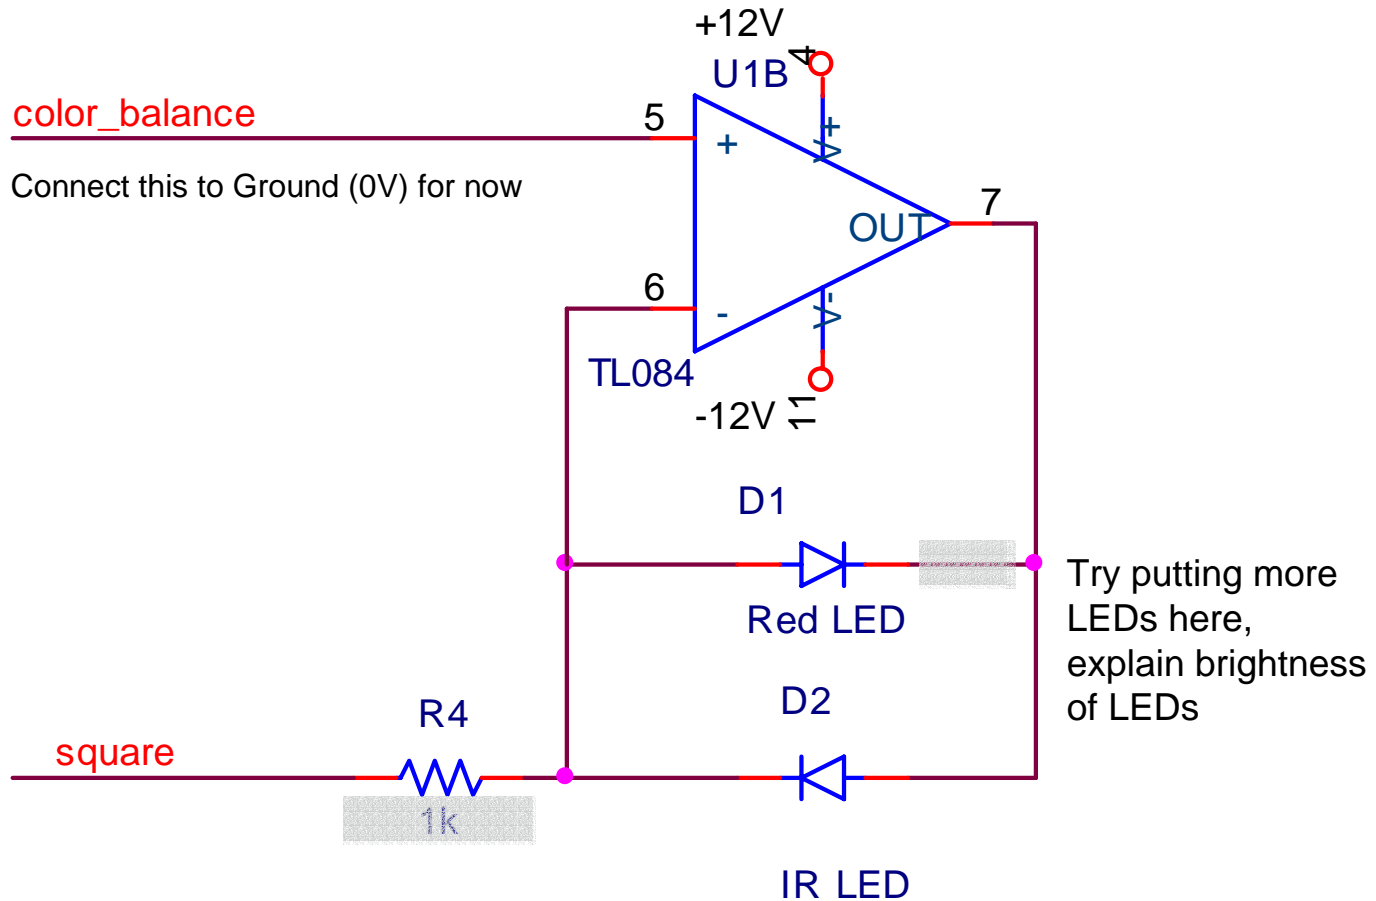 +12V
4
U1B
color_balance
5
+
V+
Connect this to Ground (0V) for now
7
OUT
6
-
V-
TL084
-12V
11
D1
Try putting more
LEDs here,
explain brightness
of LEDs
Red LED
D2
R4
square
1k
IR LED